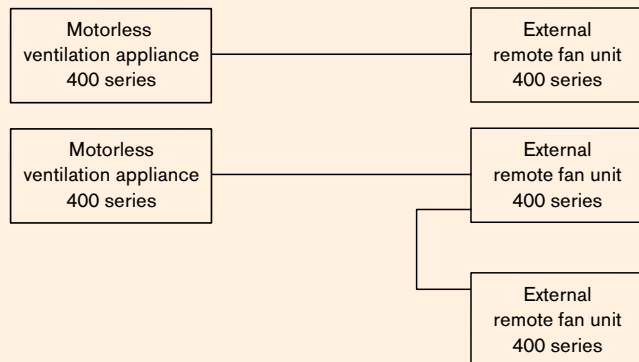 Motorless
ventilation appliance
400 series
External
remote fan unit
400 series
Motorless
ventilation appliance
400 series
External
remote fan unit
400 series
External
remote fan unit
400 series